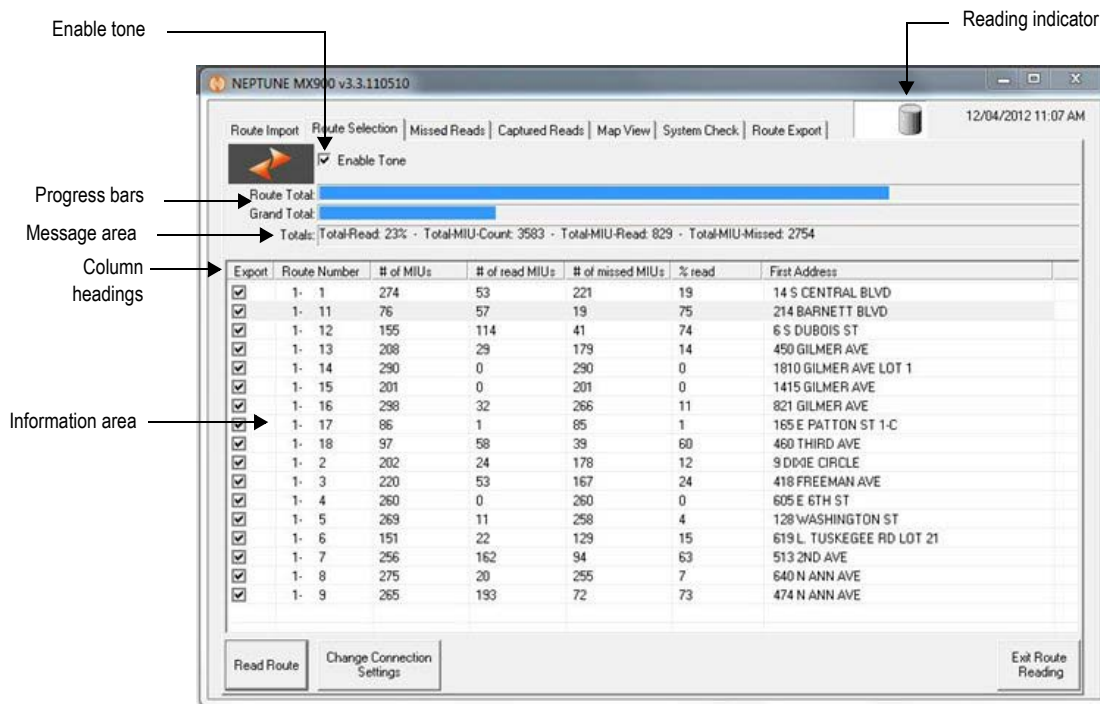 Enable tone
Reading indicator
NEPTUNE MX900 v3.3.110510
Route Import Route Selection Missed Reads Captured Reads Map View System Check Route Export
12/04/2012 11:07 AM
Enable Tone
Progress bars
Route Total:
Grand Total:
Message area
Totals: Total-Read: 23% - Total-MIU-Count: 3583 - Total-MIU-Read: 829 - Total-MIU-Missed: 2754
Column headings
Export Route Number # of MIUs # of read MIUs # of missed MIUs % read First Address
1- 1 274 53 221 19 14 S CENTRAL BLVD
1- 11 76 57 19 75 214 BARNETT BLVD
1- 12 155 114 41 74 6 S DUBOIS ST
1- 13 208 29 179 14 450 GILMER AVE
1- 14 290 0 290 0 1810 GILMER AVE LOT 1
1- 15 201 0 201 0 1415 GILMER AVE
1- 16 298 32 266 11 821 GILMER AVE
Information area
1- 17 86 1 85 1 165 E PATTON ST 1-C
1- 18 97 58 39 60 460 THIRD AVE
1- 2 202 24 178 12 9 DIXIE CIRCLE
1- 3 220 53 167 24 418 FREEMAN AVE
1- 4 260 0 260 0 605 E 6TH ST
1- 5 269 11 258 4 128 WASHINGTON ST
1- 6 151 22 129 15 619 L. TUSKEGEE RD LOT 21
1- 7 256 162 94 63 513 2ND AVE
1- 8 275 20 255 7 640 N ANN AVE
1- 9 265 193 72 73 474 N ANN AVE
Read Route
Change Connection
Settings
Exit Route
Reading